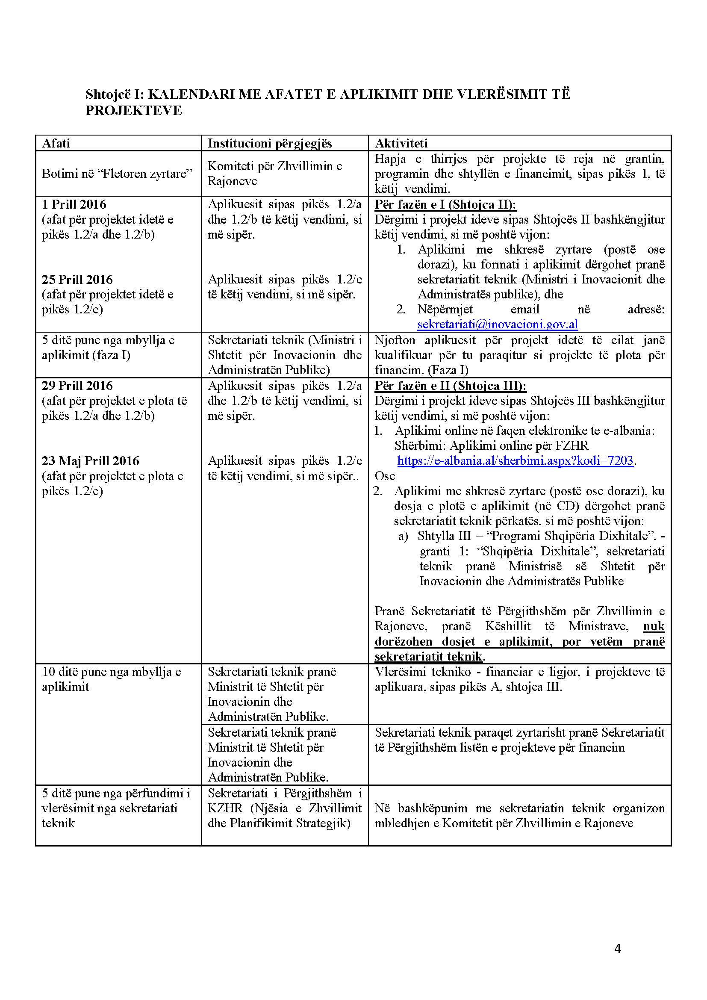 Shtojcë I: KALENDARI ME AFATET E APLIKIMIT DHE VLERËSIMIT TË
PROJEKTEVE
Afati
Institucioni përgjegjës
Aktiviteti
Botimi në “Fletoren zyrtare”
Komiteti për Zhvillimin e
Rajoneve
Hapja e thirrjes për projekte të reja në grantin,
programin dhe shtyllën e financimit, sipas pikës 1, të
këtij vendimi.
1 Prill 2016
(afat për projektet idetë e
pikës 1.2/a dhe 1.2/b)
25 Prill 2016
(afat për projektet idetë e
pikës 1.2/c)
Aplikuesit sipas pikës 1.2/a
dhe 1.2/b të këtij vendimi, si
më sipër.
Aplikuesit sipas pikës 1.2/c
të këtij vendimi, si më sipër.
Për fazën e I (Shtojca II):
Dërgimi i projekt ideve sipas Shtojcës II bashkëngjitur
këtij vendimi, si më poshtë vijon:
1. Aplikimi me shkresë zyrtare (postë ose
dorazi), ku formati i aplikimit dërgohet pranë
sekretariatit teknik (Ministri i Inovacionit dhe
Administratës publike), dhe
2. Nëpërmjet email në adresë:
sekretariati@inovacioni.gov.al
5 ditë pune nga mbyllja e
aplikimit (faza I)
Sekretariati teknik (Ministri i
Shtetit për Inovacionin dhe
Administratën Publike)
Njofton aplikuesit për projekt idetë të cilat janë
kualifikuar për tu paraqitur si projekte të plota për
financim. (Faza I)
29 Prill 2016
(afat për projektet e plota të
pikës 1.2/a dhe 1.2/b)
23 Maj Prill 2016
(afat për projektet e plota e
pikës 1.2/c)
Aplikuesit sipas pikës 1.2/a
dhe 1.2/b të këtij vendimi, si
më sipër.
Aplikuesit sipas pikës 1.2/c
të këtij vendimi, si më sipër..
Për fazën e II (Shtojca III):
Dërgimi i projekt ideve sipas Shtojcës III bashkëngjitur
këtij vendimi, si më poshtë vijon:
1. Aplikimi online në faqen elektronike te e-albania:
Shërbimi: Aplikimi online për FZHR
https://e-albania.al/sherbimi.aspx?kodi=7203.
Ose
2. Aplikimi me shkresë zyrtare (postë ose dorazi), ku
dosja e plotë e aplikimit (në CD) dërgohet pranë
sekretariatit teknik përkatës, si më poshtë vijon:
a) Shtylla III – “Programi Shqipëria Dixhitale”, -
granti 1: “Shqipëria Dixhitale”, sekretariati
teknik pranë Ministrisë së Shtetit për
Inovacionin dhe Administratës Publike
Pranë Sekretariatit të Përgjithshëm për Zhvillimin e
Rajoneve, pranë Këshillit të Ministrave, nuk
dorëzohen dosjet e aplikimit, por vetëm pranë
sekretariatit teknik.
10 ditë pune nga mbyllja e
aplikimit
Sekretariati teknik pranë
Ministrit të Shtetit për
Inovacionin dhe
Administratën Publike.
Vlerësimi tekniko - financiar e ligjor, i projekteve të
aplikuara, sipas pikës A, shtojca III.
Sekretariati teknik pranë
Ministrit të Shtetit për
Inovacionin dhe
Administratën Publike.
Sekretariati teknik paraqet zyrtarisht pranë Sekretariatit
të Përgjithshëm listën e projekteve për financim
5 ditë pune nga përfundimi i
vlerësimit nga sekretariati
teknik
Sekretariati i Përgjithshëm i
KZHR (Njësia e Zhvillimit
dhe Planifikimit Strategjik)
Në bashkëpunim me sekretariatin teknik organizon
mbledhjen e Komitetit për Zhvillimin e Rajoneve
4